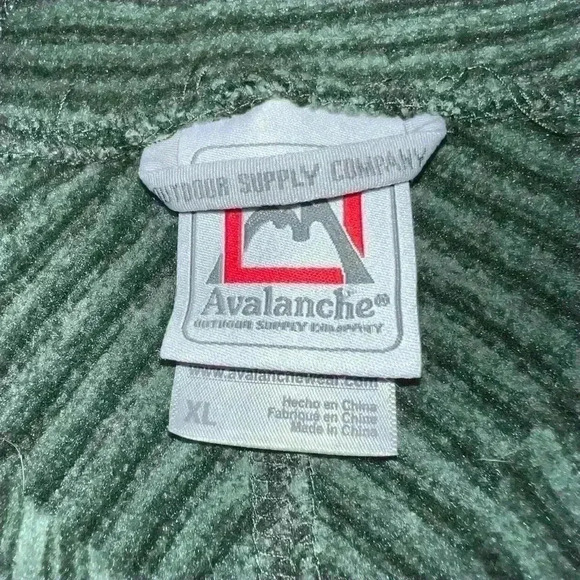 OUTDOOR SUPPLY COMPANY
Avalanche®
OUTDOOR SUPPLY COMPANY
www.avalanchewear.com
XL
Hecho en China
Fabriqué en Chine
Made in China